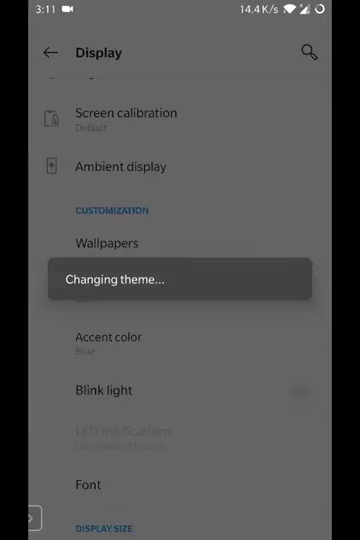 3:11
14.4 K/s
Display
Screen calibration
Default
Ambient display
CUSTOMIZATION
Wallpapers
Changing theme...
Accent color
Blue
Blink light
LED notifications
Font
DISPLAY SIZE